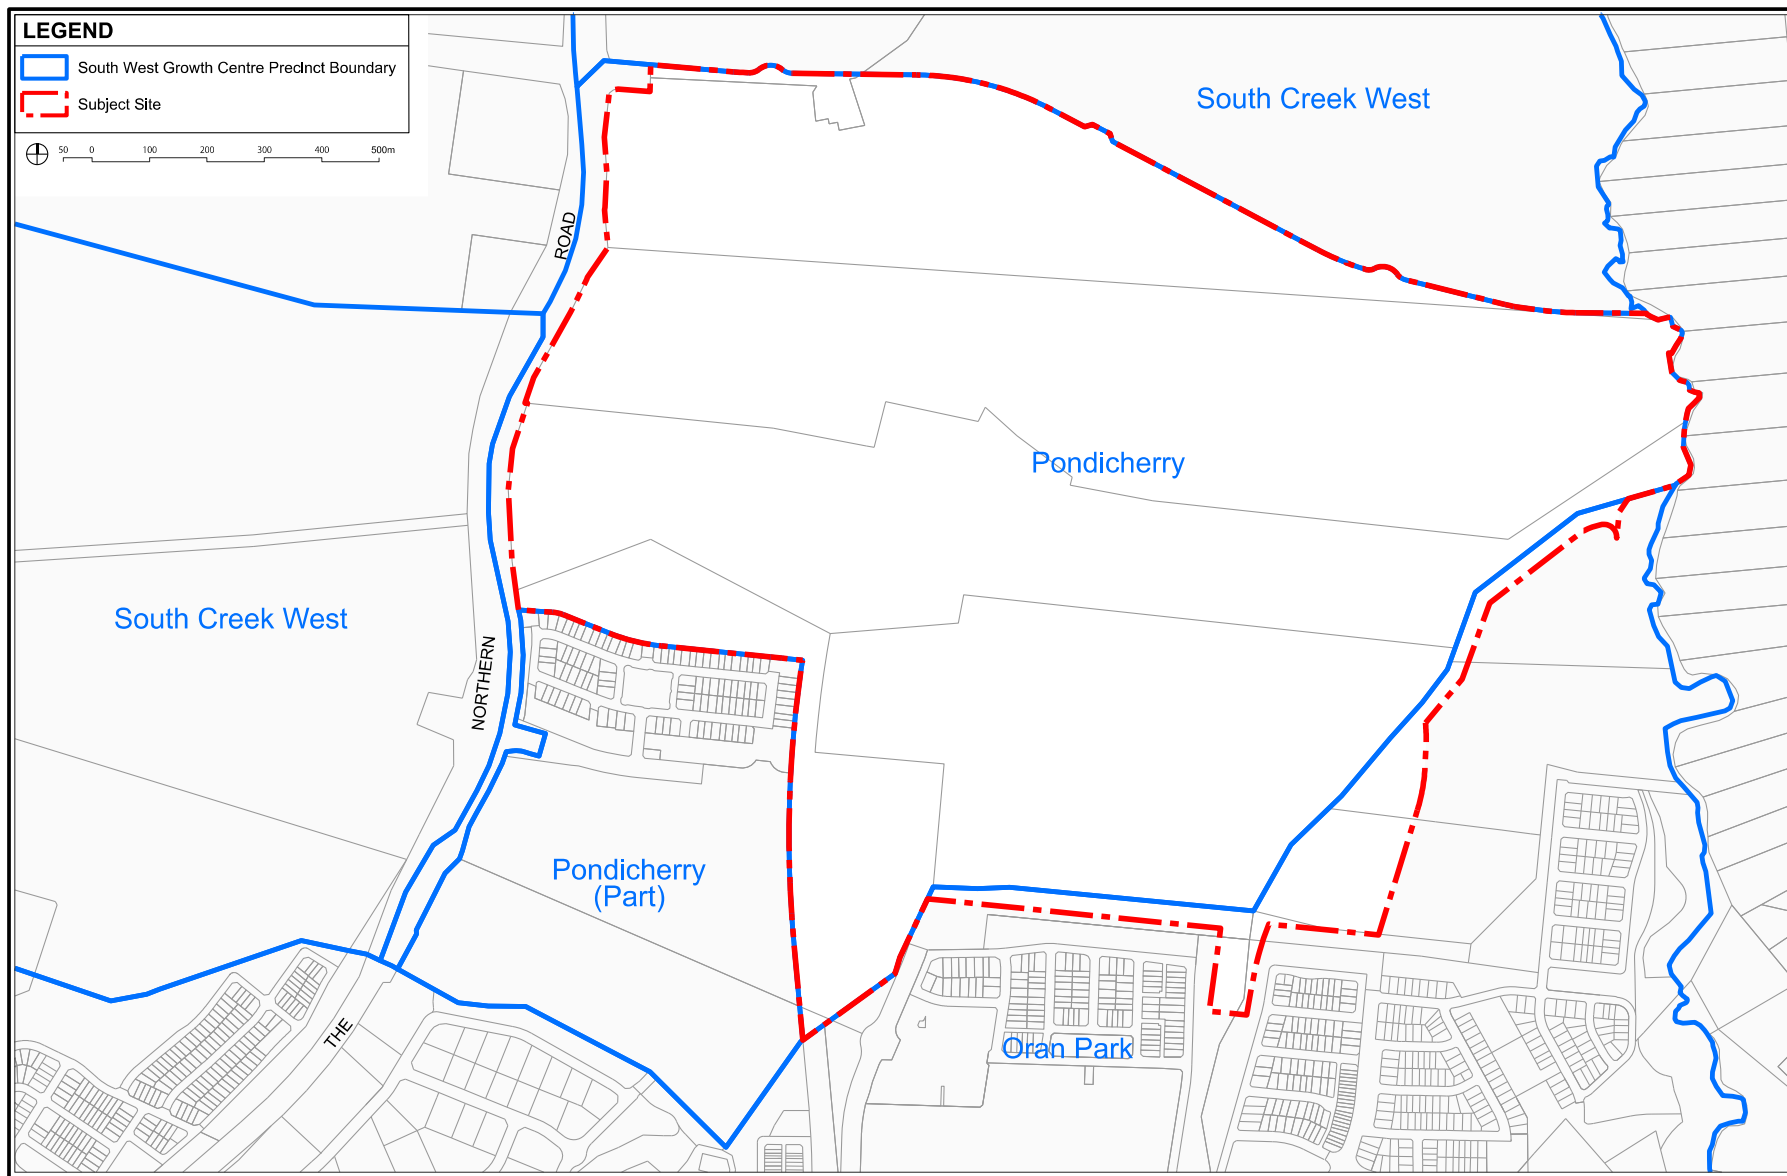 LEGEND
South West Growth Centre Precinct Boundary
Subject Site
50 0 100 200 300 400 500m
South Creek West
ROAD
Pondicherry
South Creek West
NORTHERN
Pondicherry
(Part)
THE
Oran Park